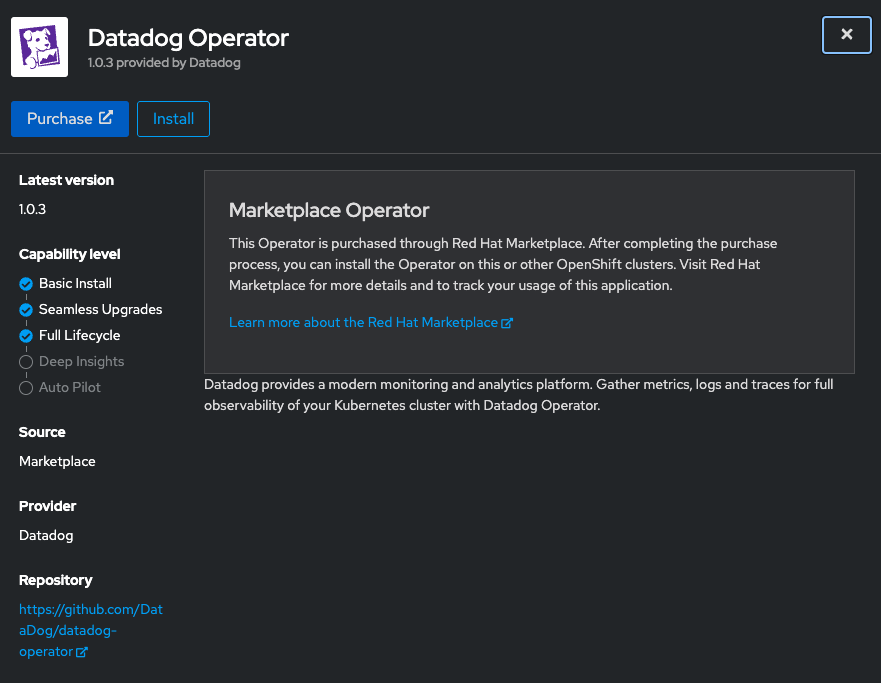 Datadog Operator
1.0.3 provided by Datadog
Purchase
Install
Latest version
1.0.3
Capability level
Basic Install
Seamless Upgrades
Full Lifecycle
Deep Insights
Auto Pilot
Source
Marketplace
Provider
Datadog
Repository
https://github.com/Dat
aDog/datadog-
operator
Marketplace Operator
This Operator is purchased through Red Hat Marketplace. After completing the purchase
process, you can install the Operator on this or other OpenShift clusters. Visit Red Hat
Marketplace for more details and to track your usage of this application.
Learn more about the Red Hat Marketplace
Datadog provides a modern monitoring and analytics platform. Gather metrics, logs and traces for full
observability of your Kubernetes cluster with Datadog Operator.